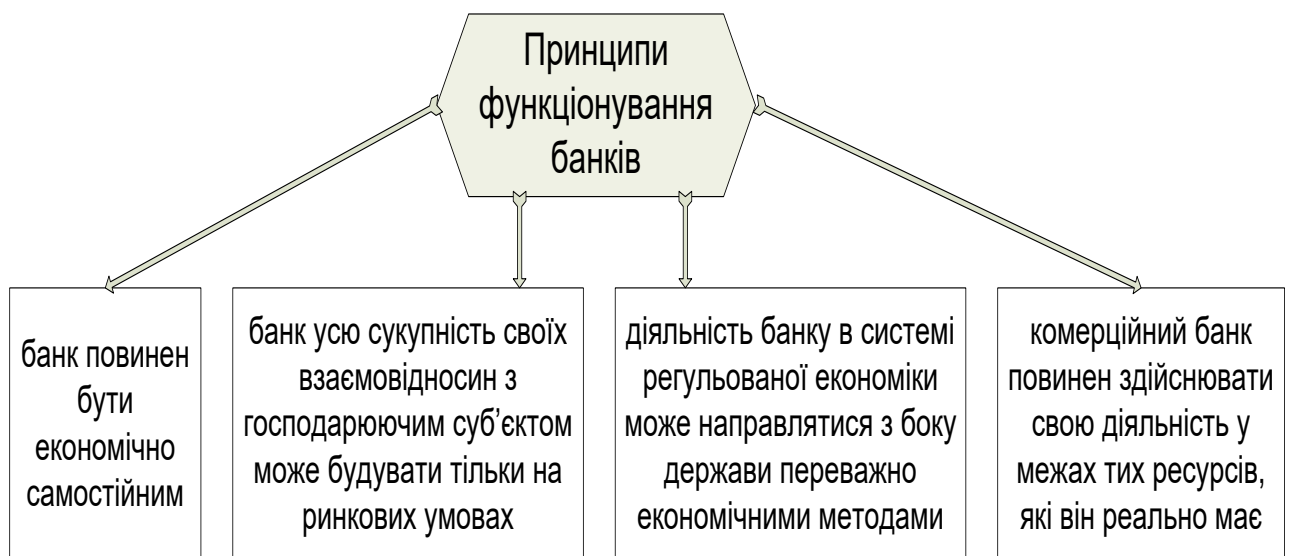 Принципи
функціонування
банків
банк повинен
бути
економічно
самостійним
банк усю сукупність своїх
взаємовідносин з
господарюючим суб’єктом
може будувати тільки на
ринкових умовах
діяльність банку в системі
регульованої економіки
може направлятися з боку
держави переважно
економічними методами
комерційний банк
повинен здійснювати
свою діяльність у
межах тих ресурсів,
які він реально має